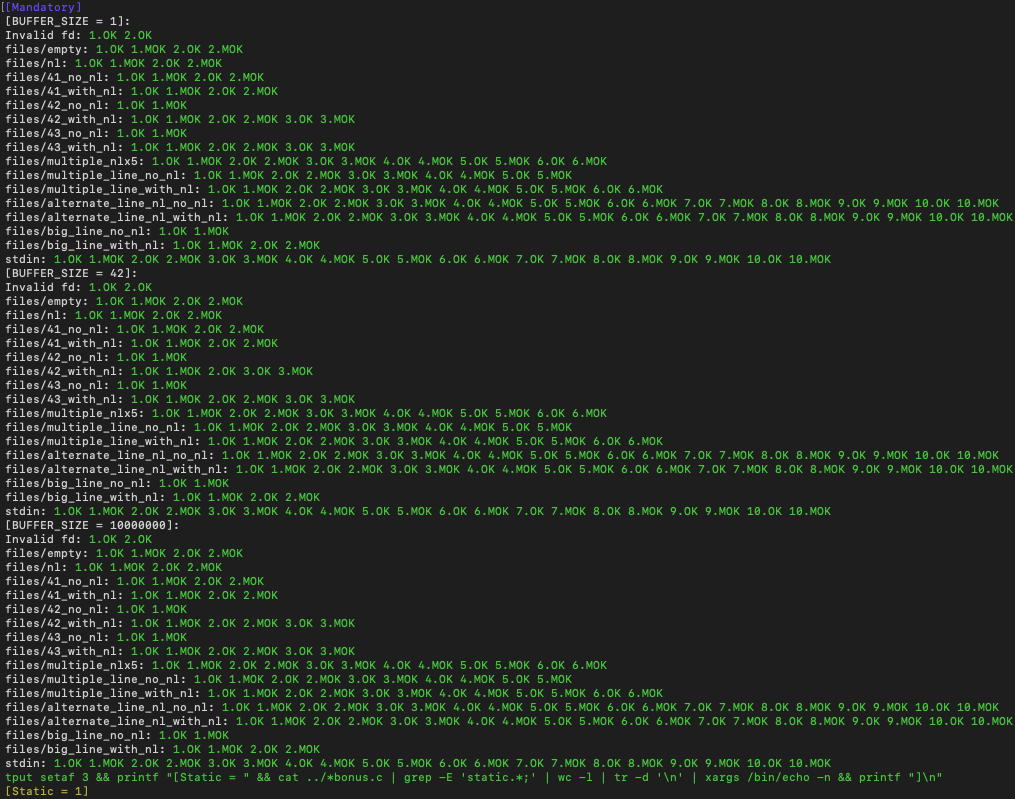 [[Mandatory]
[BUFFER_SIZE = 1]:
Invalid fd: 1.OK 2.OK
files/empty: 1.OK 1.MOK 2.OK 2.MOK
files/nl: 1.OK 1.MOK 2.OK 2.MOK
files/41_no_nl: 1.OK 1.MOK 2.OK 2.MOK
files/41_with_nl: 1.OK 1.MOK 2.OK 2.MOK
files/42_no_nl: 1.OK 1.MOK
files/42_with_nl: 1.OK 1.MOK 2.OK 2.MOK 3.OK 3.MOK
files/43_no_nl: 1.OK 1.MOK
files/43_with_nl: 1.OK 1.MOK 2.OK 2.MOK 3.OK 3.MOK
files/multiple_nlx5: 1.OK 1.MOK 2.OK 2.MOK 3.OK 3.MOK 4.OK 4.MOK 5.OK 5.MOK 6.OK 6.MOK
files/multiple_line_no_nl: 1.OK 1.MOK 2.OK 2.MOK 3.OK 3.MOK 4.OK 4.MOK 5.OK 5.MOK
files/multiple_line_with_nl: 1.OK 1.MOK 2.OK 2.MOK 3.OK 3.MOK 4.OK 4.MOK 5.OK 5.MOK 6.OK 6.MOK
files/alternate_line_nl_no_nl: 1.OK 1.MOK 2.OK 2.MOK 3.OK 3.MOK 4.OK 4.MOK 5.OK 5.MOK 6.OK 6.MOK 7.OK 7.MOK 8.OK 8.MOK 9.OK 9.MOK 10.OK 10.MOK
files/alternate_line_nl_with_nl: 1.OK 1.MOK 2.OK 2.MOK 3.OK 3.MOK 4.OK 4.MOK 5.OK 5.MOK 6.OK 6.MOK 7.OK 7.MOK 8.OK 8.MOK 9.OK 9.MOK 10.OK 10.MOK
files/big_line_no_nl: 1.OK 1.MOK
files/big_line_with_nl: 1.OK 1.MOK 2.OK 2.MOK
stdin: 1.OK 1.MOK 2.OK 2.MOK 3.OK 3.MOK 4.OK 4.MOK 5.OK 5.MOK 6.OK 6.MOK 7.OK 7.MOK 8.OK 8.MOK 9.OK 9.MOK 10.OK 10.MOK
[BUFFER_SIZE = 42]:
Invalid fd: 1.OK 2.OK
files/empty: 1.OK 1.MOK 2.OK 2.MOK
files/nl: 1.OK 1.MOK 2.OK 2.MOK
files/41_no_nl: 1.OK 1.MOK 2.OK 2.MOK
files/41_with_nl: 1.OK 1.MOK 2.OK 2.MOK
files/42_no_nl: 1.OK 1.MOK
files/42_with_nl: 1.OK 1.MOK 2.OK 3.OK 3.MOK
files/43_no_nl: 1.OK 1.MOK
files/43_with_nl: 1.OK 1.MOK 2.OK 2.MOK 3.OK 3.MOK
files/multiple_nlx5: 1.OK 1.MOK 2.OK 2.MOK 3.OK 3.MOK 4.OK 4.MOK 5.OK 5.MOK 6.OK 6.MOK
files/multiple_line_no_nl: 1.OK 1.MOK 2.OK 2.MOK 3.OK 3.MOK 4.OK 4.MOK 5.OK 5.MOK
files/multiple_line_with_nl: 1.OK 1.MOK 2.OK 2.MOK 3.OK 3.MOK 4.OK 4.MOK 5.OK 5.MOK 6.OK 6.MOK
files/alternate_line_nl_no_nl: 1.OK 1.MOK 2.OK 2.MOK 3.OK 3.MOK 4.OK 4.MOK 5.OK 5.MOK 6.OK 6.MOK 7.OK 7.MOK 8.OK 8.MOK 9.OK 9.MOK 10.OK 10.MOK
files/alternate_line_nl_with_nl: 1.OK 1.MOK 2.OK 2.MOK 3.OK 3.MOK 4.OK 4.MOK 5.OK 5.MOK 6.OK 6.MOK 7.OK 7.MOK 8.OK 8.MOK 9.OK 9.MOK 10.OK 10.MOK
files/big_line_no_nl: 1.OK 1.MOK
files/big_line_with_nl: 1.OK 1.MOK 2.OK 2.MOK
stdin: 1.OK 1.MOK 2.OK 2.MOK 3.OK 3.MOK 4.OK 4.MOK 5.OK 5.MOK 6.OK 6.MOK 7.OK 7.MOK 8.OK 8.MOK 9.OK 9.MOK 10.OK 10.MOK
[BUFFER_SIZE = 10000000]:
Invalid fd: 1.OK 2.OK
files/empty: 1.OK 1.MOK 2.OK 2.MOK
files/nl: 1.OK 1.MOK 2.OK 2.MOK
files/41_no_nl: 1.OK 1.MOK 2.OK 2.MOK
files/41_with_nl: 1.OK 1.MOK 2.OK 2.MOK
files/42_no_nl: 1.OK 1.MOK
files/42_with_nl: 1.OK 1.MOK 2.OK 2.MOK 3.OK 3.MOK
files/43_no_nl: 1.OK 1.MOK
files/43_with_nl: 1.OK 1.MOK 2.OK 2.MOK 3.OK 3.MOK
files/multiple_nlx5: 1.OK 1.MOK 2.OK 2.MOK 3.OK 3.MOK 4.OK 4.MOK 5.OK 5.MOK 6.OK 6.MOK
files/multiple_line_no_nl: 1.OK 1.MOK 2.OK 2.MOK 3.OK 3.MOK 4.OK 4.MOK 5.OK 5.MOK
files/multiple_line_with_nl: 1.OK 1.MOK 2.OK 2.MOK 3.OK 3.MOK 4.OK 4.MOK 5.OK 5.MOK 6.OK 6.MOK
files/alternate_line_nl_no_nl: 1.OK 1.MOK 2.OK 2.MOK 3.OK 3.MOK 4.OK 4.MOK 5.OK 5.MOK 6.OK 6.MOK 7.OK 7.MOK 8.OK 8.MOK 9.OK 9.MOK 10.OK 10.MOK
files/alternate_line_nl_with_nl: 1.OK 1.MOK 2.OK 2.MOK 3.OK 3.MOK 4.OK 4.MOK 5.OK 5.MOK 6.OK 6.MOK 7.OK 7.MOK 8.OK 8.MOK 9.OK 9.MOK 10.OK 10.MOK
files/big_line_no_nl: 1.OK 1.MOK
files/big_line_with_nl: 1.OK 1.MOK 2.OK 2.MOK
stdin: 1.OK 1.MOK 2.OK 2.MOK 3.OK 3.MOK 4.OK 4.MOK 5.OK 5.MOK 6.OK 6.MOK 7.OK 7.MOK 8.OK 8.MOK 9.OK 9.MOK 10.OK 10.MOK
tput setaf 3 && printf "[Static = " && cat ../*bonus.c | grep -E 'static.*;' | wc -l | tr -d '\n' | xargs /bin/echo -n && printf "]\n"
[Static = 1]